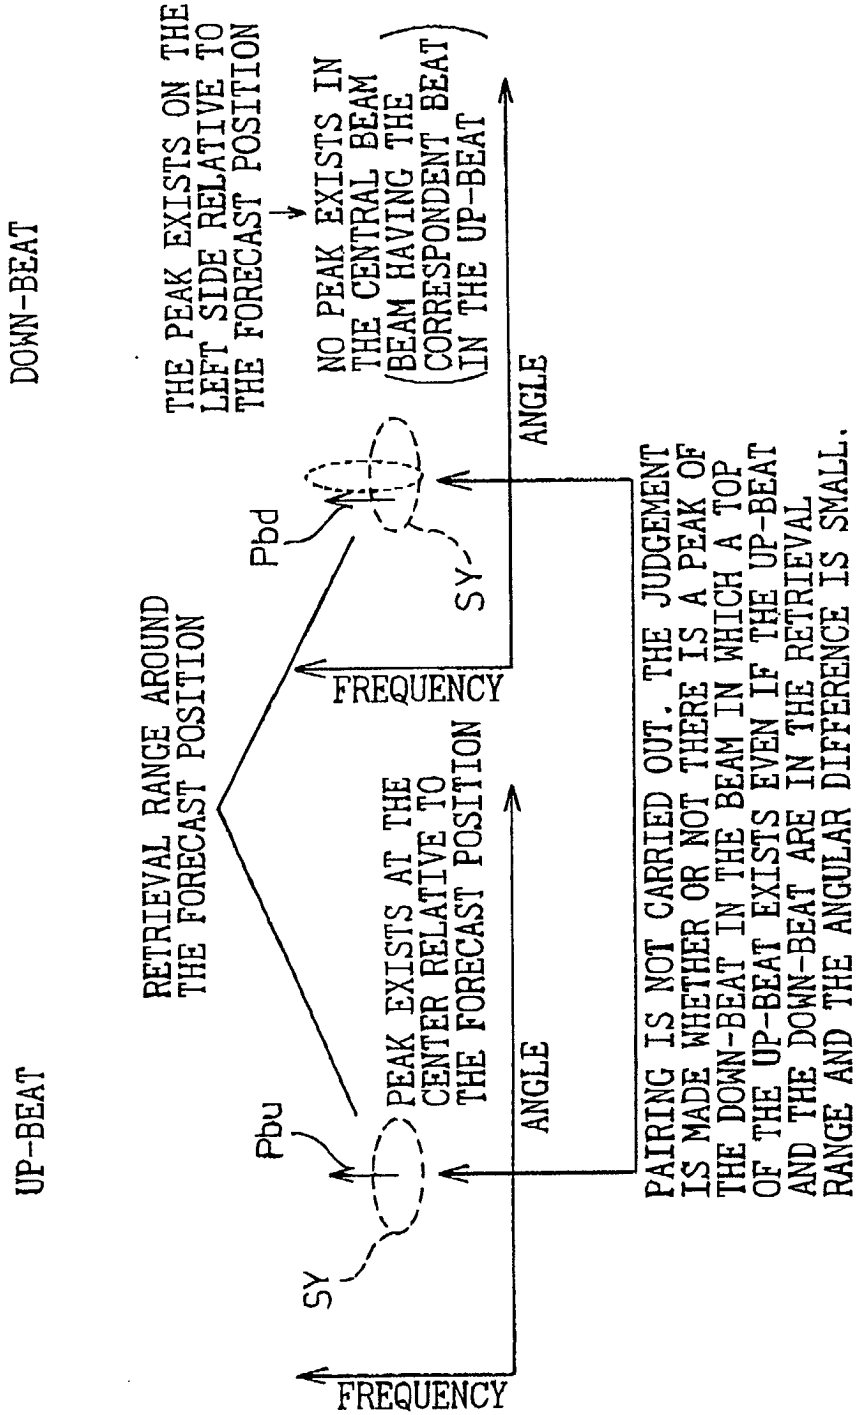 UP-BEAT
DOWN-BEAT
RETRIEVAL RANGE AROUND
THE FORECAST POSITION
THE PEAK EXISTS ON THE
LEFT SIDE RELATIVE TO
THE FORECAST POSITION
NO PEAK EXISTS IN
THE CENTRAL BEAM
BEAM HAVING THE
CORRESPONDENT BEAT
IN THE UP-BEAT
Pbu
SY
PEAK EXISTS AT THE
CENTER RELATIVE TO
THE FORECAST POSITION
FREQUENCY
ANGLE
Pbd
SY
FREQUENCY
ANGLE
PAIRING IS NOT CARRIED OUT. THE JUDGEMENT
IS MADE WHETHER OR NOT THERE IS A PEAK OF
THE DOWN-BEAT IN THE BEAM IN WHICH A TOP
OF THE UP-BEAT EXISTS EVEN IF THE UP-BEAT
AND THE DOWN-BEAT ARE IN THE RETRIEVAL
RANGE AND THE ANGULAR DIFFERENCE IS SMALL.